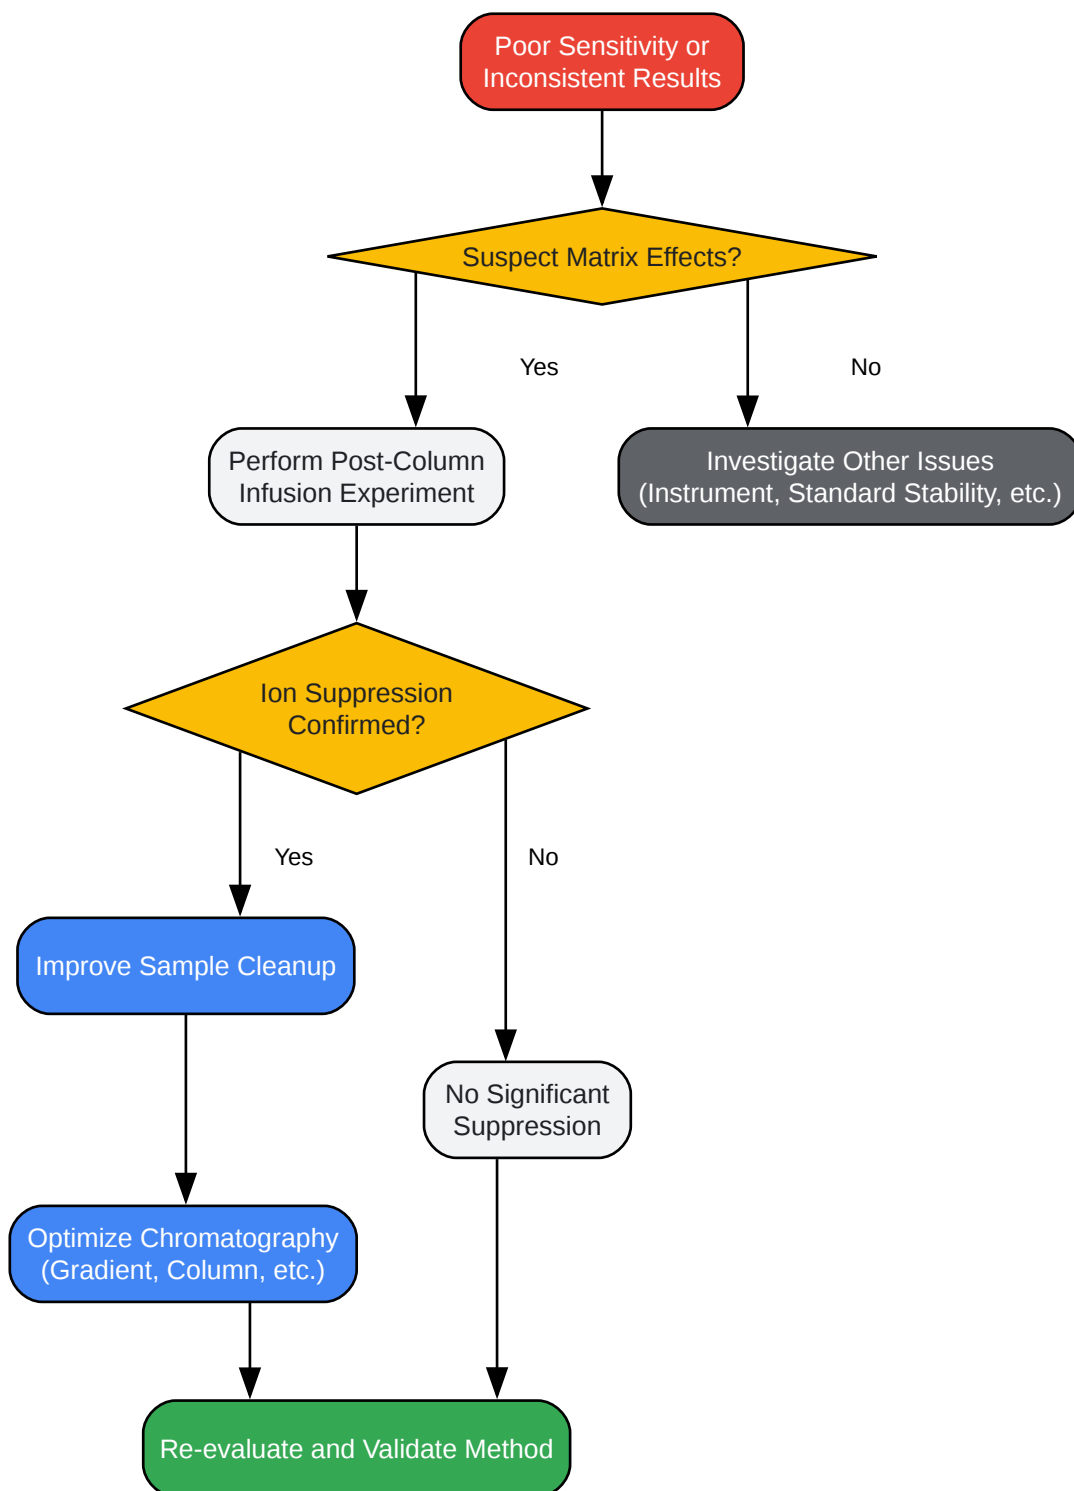 Poor Sensitivity or
Inconsistent Results
Suspect Matrix Effects?
Yes
No
Perform Post-Column
Infusion Experiment
Investigate Other Issues
(Instrument, Standard Stability, etc.)
Ion Suppression
Confirmed?
Yes
No
Improve Sample Cleanup
No Significant
Suppression
Optimize Chromatography
(Gradient, Column, etc.)
Re-evaluate and Validate Method